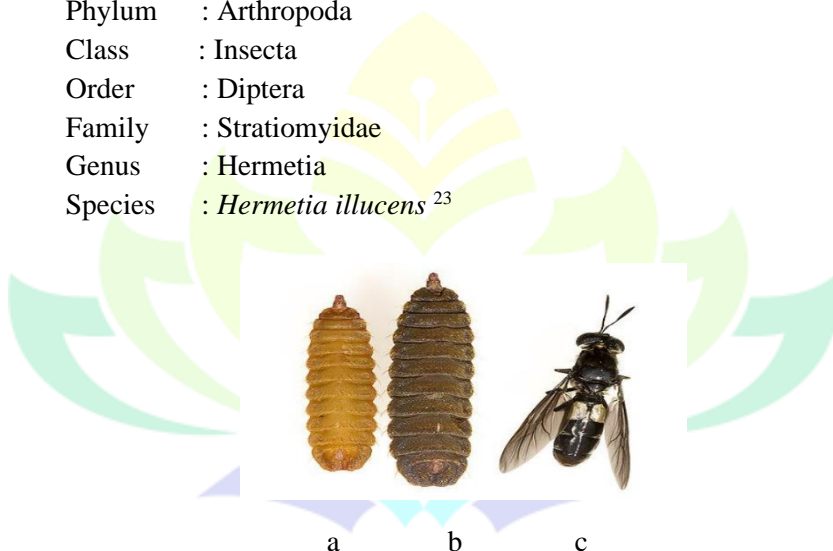 Phylum : Arthropoda
Class : Insecta
Order : Diptera
Family : Stratiomyidae
Genus : Hermetia
Species : Hermetia illucens 23
a b c